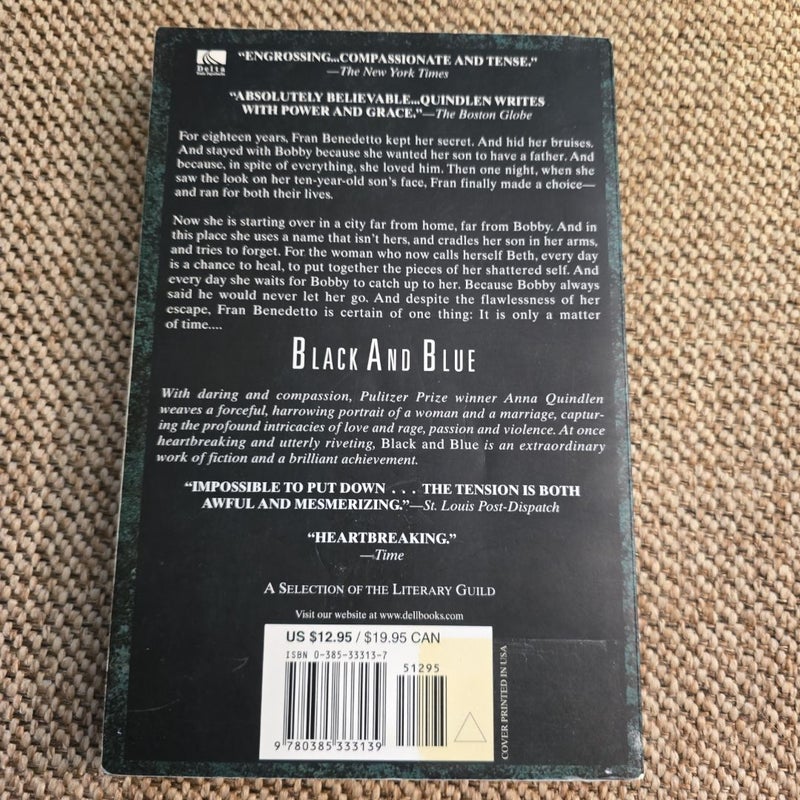 Delta
"ENGROSSING...COMPASSIONATE AND TENSE."
—The New York Times
"ABSOLUTELY BELIEVABLE...QUINDLEN WRITES
WITH POWER AND GRACE."—The Boston Globe
For eighteen years, Fran Benedetto kept her secret. And hid her bruises.
And stayed with Bobby because she wanted her son to have a father. And
because, in spite of everything, she loved him. Then one night, when she
saw the look on her ten-year-old son's face, Fran finally made a choice—
and ran for both their lives.
Now she is starting over in a city far from home, far from Bobby. And in
this place she uses a name that isn't hers, and cradles her son in her arms,
and tries to forget. For the woman who now calls herself Beth, every day
is a chance to heal, to put together the pieces of her shattered self. And
every day she waits for Bobby to catch up to her. Because Bobby always
said he would never let her go. And despite the flawlessness of her
escape, Fran Benedetto is certain of one thing: It is only a matter
of time....
BLACK AND BLUE
With daring and compassion, Pulitzer Prize winner Anna Quindlen
weaves a forceful, harrowing portrait of a woman and a marriage, captur-
ing the profound intricacies of love and rage, passion and violence. At once
heartbreaking and utterly riveting, Black and Blue is an extraordinary
work of fiction and a brilliant achievement.
"IMPOSSIBLE TO PUT DOWN . . . THE TENSION IS BOTH
AWFUL AND MESMERIZING."—St. Louis Post-Dispatch
"HEARTBREAKING."
—Time
A SELECTION OF THE LITERARY GUILD
Visit our website at www.dellbooks.com
US $12.95 / $19.95 CAN
ISBN 0-385-33313-7
51295
9 780385 333139
COVER PRINTED IN USA